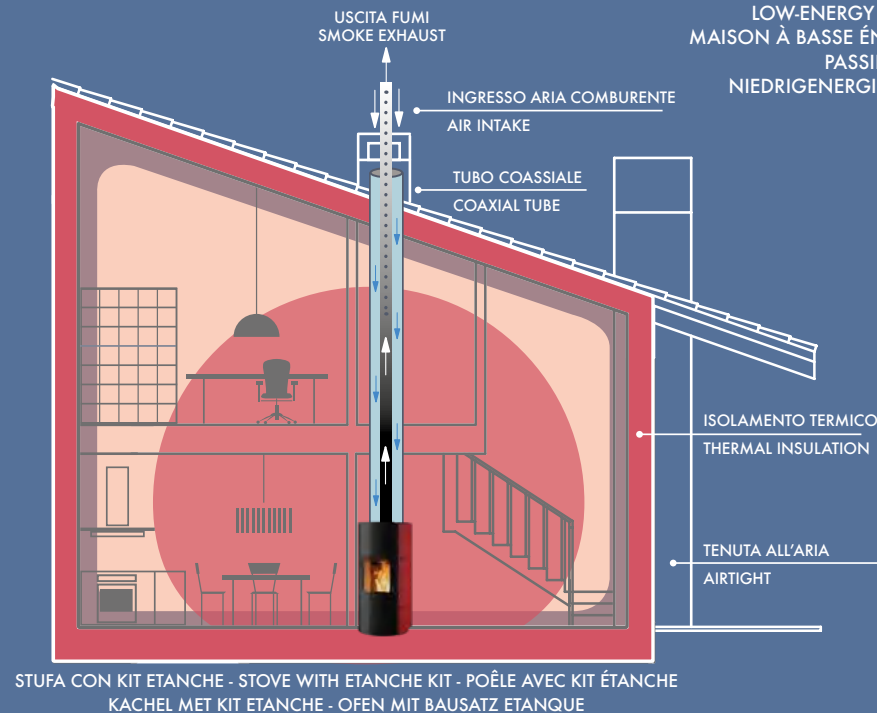 USCITA FUMI
SMOKE EXHAUST
LOW-ENERGY
MAISON À BASSE ÉN
PASSI
NIEDRIGENERGI
INGRESSO ARIA COMBURENTE
AIR INTAKE
TUBO COASSIALE
COAXIAL TUBE
ISOLAMENTO TERMICO
THERMAL INSULATION
TENUTA ALL'ARIA
AIRTIGHT
STUFA CON KIT ETANCHE - STOVE WITH ETANCHE KIT - POÊLE AVEC KIT ÉTANCHE
KACHEL MET KIT ETANCHE - OFEN MIT BAUSATZ ETANQUE